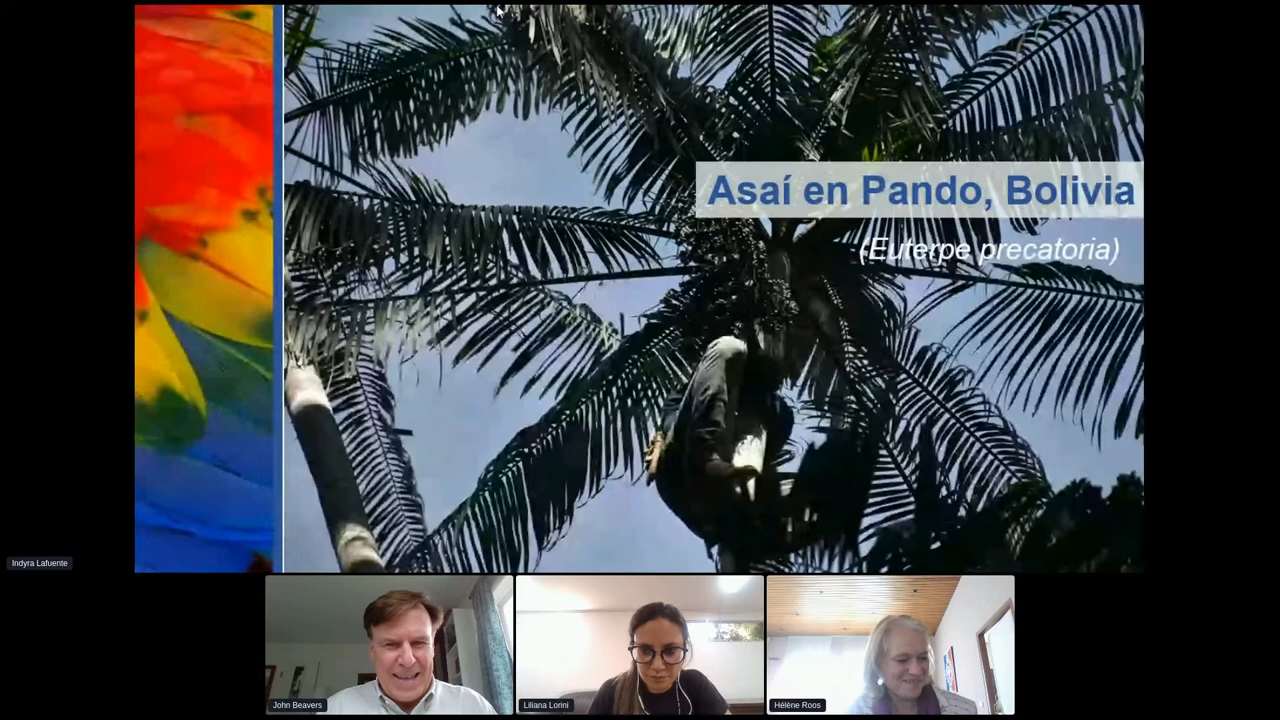 Asaí en Pando, Bolivia
(Euterpe precatoria)
Indyra Lafuente
John Beavers
Liliana Lorini
Hélène Roos